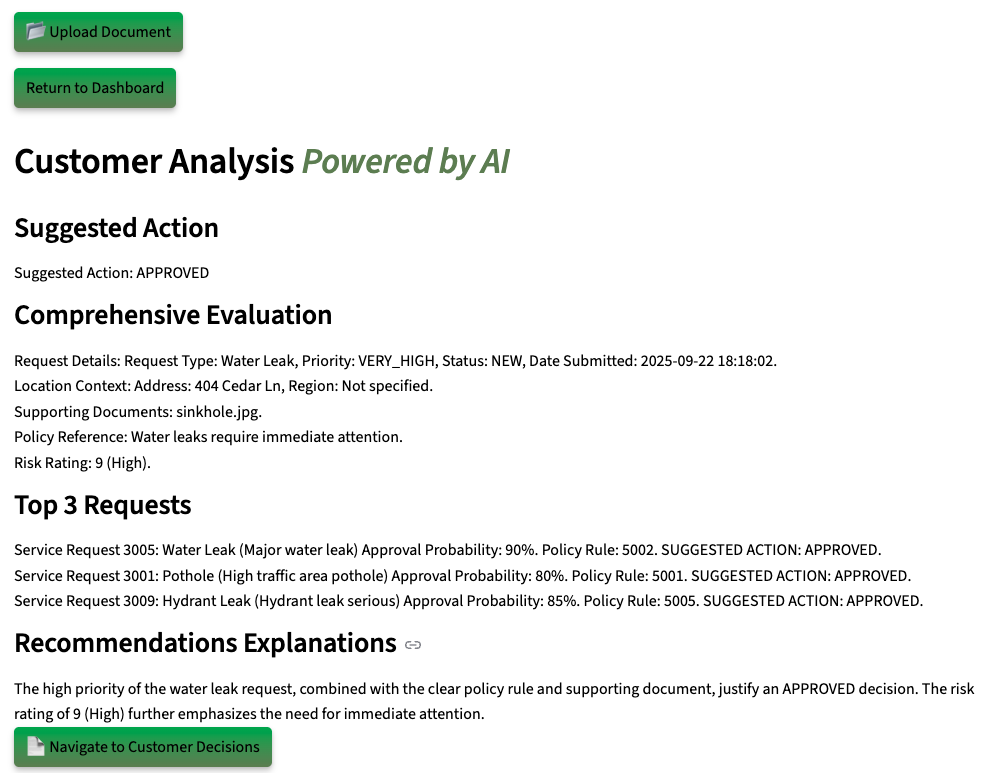 Upload Document
Return to Dashboard
Customer Analysis Powered by AI
Suggested Action
Suggested Action: APPROVED
Comprehensive Evaluation
Request Details: Request Type: Water Leak, Priority: VERY_HIGH, Status: NEW, Date Submitted: 2025-09-22 18:18:02.
Location Context: Address: 404 Cedar Ln, Region: Not specified.
Supporting Documents: sinkhole.jpg.
Policy Reference: Water leaks require immediate attention.
Risk Rating: 9 (High).
Top 3 Requests
Service Request 3005: Water Leak (Major water leak) Approval Probability: 90%. Policy Rule: 5002. SUGGESTED ACTION: APPROVED.
Service Request 3001: Pothole (High traffic area pothole) Approval Probability: 80%. Policy Rule: 5001. SUGGESTED ACTION: APPROVED.
Service Request 3009: Hydrant Leak (Hydrant leak serious) Approval Probability: 85%. Policy Rule: 5005. SUGGESTED ACTION: APPROVED.
Recommendations Explanations
The high priority of the water leak request, combined with the clear policy rule and supporting document, justify an APPROVED decision. The risk
rating of 9 (High) further emphasizes the need for immediate attention.
Navigate to Customer Decisions